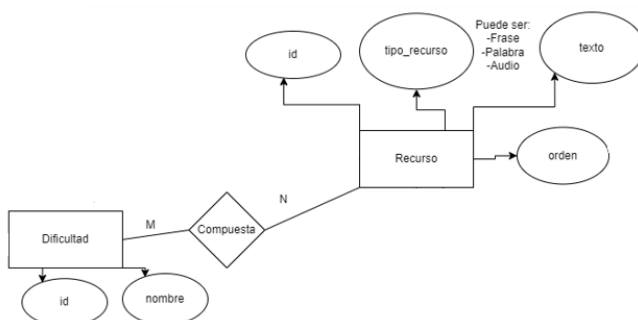 Puede ser:
-Frase
-Palabra
-Audio
id
tipo_recurso
texto
Recurso
orden
N
M
Compuesta
Dificultad
id
nombre